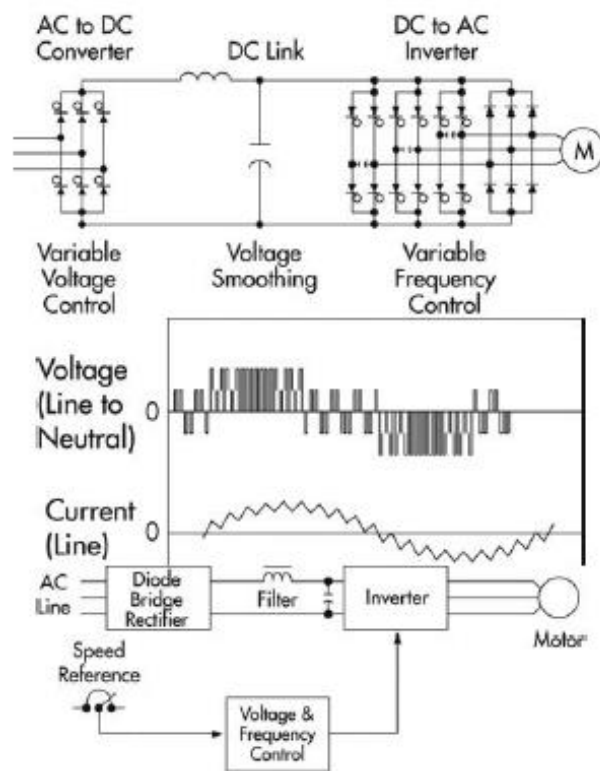 AC to DC
Converter
DC Link
DC to AC
Inverter
M
Variable
Voltage
Control
Voltage
Smoothing
Variable
Frequency
Control
Voltage
(Line to
Neutral)
0
Current
(Line)
0
AC
Line
Diode
Bridge
Rectifier
Filter
Inverter
Motor
Speed
Reference
Voltage &
Frequency
Control